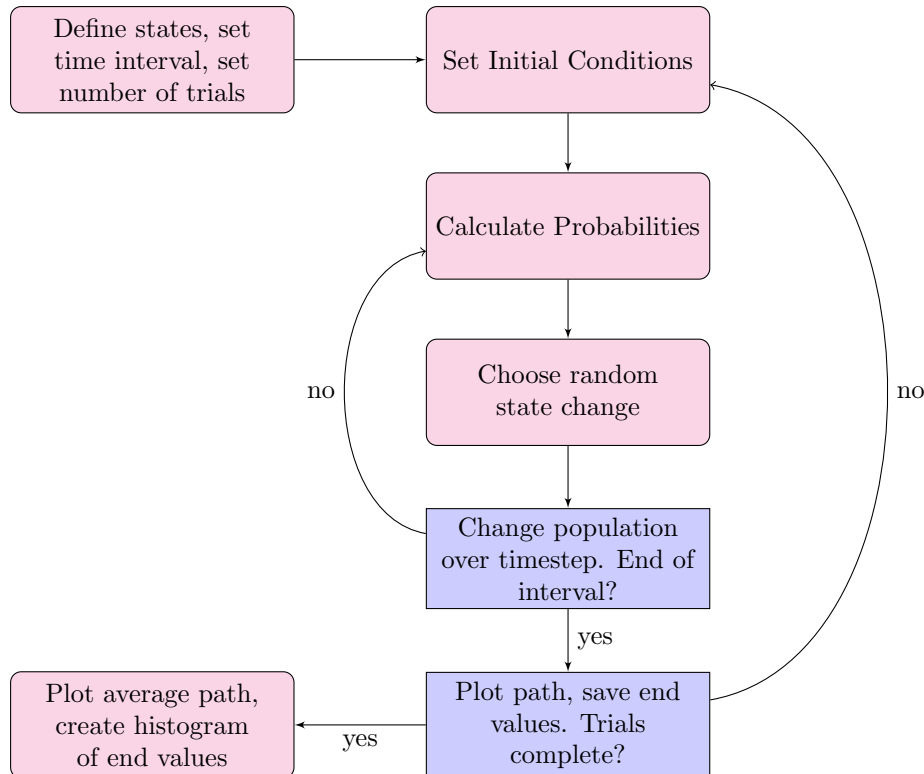 Define states, set
time interval, set
number of trials
Set Initial Conditions
Calculate Probabilities
Choose random
state change
no
no
Change population
over timestep. End of
interval?
yes
Plot path, save end
values. Trials
complete?
yes
Plot average path,
create histogram
of end values